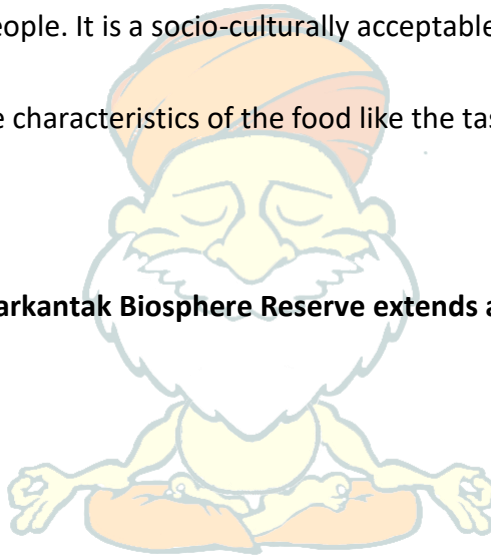 eople. It is a socio-culturally acceptable
e characteristics of the food like the tas
arkantak Biosphere Reserve extends a